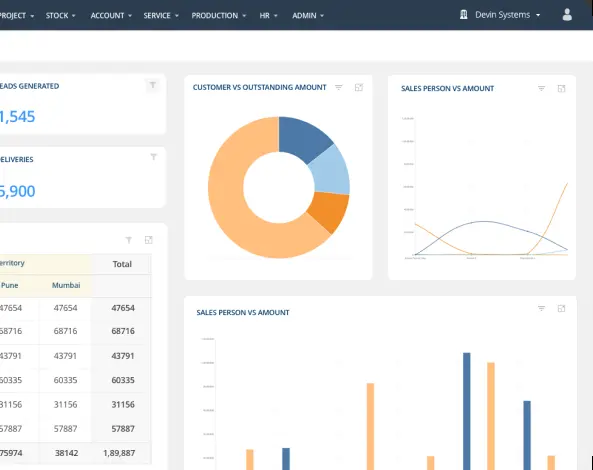 PROJECT STOCK ACCOUNT SERVICE PRODUCTION HR ADMIN Devin Systems
EADS GENERATED
1,545
ELIVERIES
5,900
CUSTOMER VS OUTSTANDING AMOUNT
SALES PERSON VS AMOUNT
erritory Total
Pune Mumbai
47654 47654 47654
68716 68716 68716
43791 43791 43791
60335 60335 60335
31156 31156 31156
57887 57887 57887
75974 38142 1,89,887
SALES PERSON VS AMOUNT